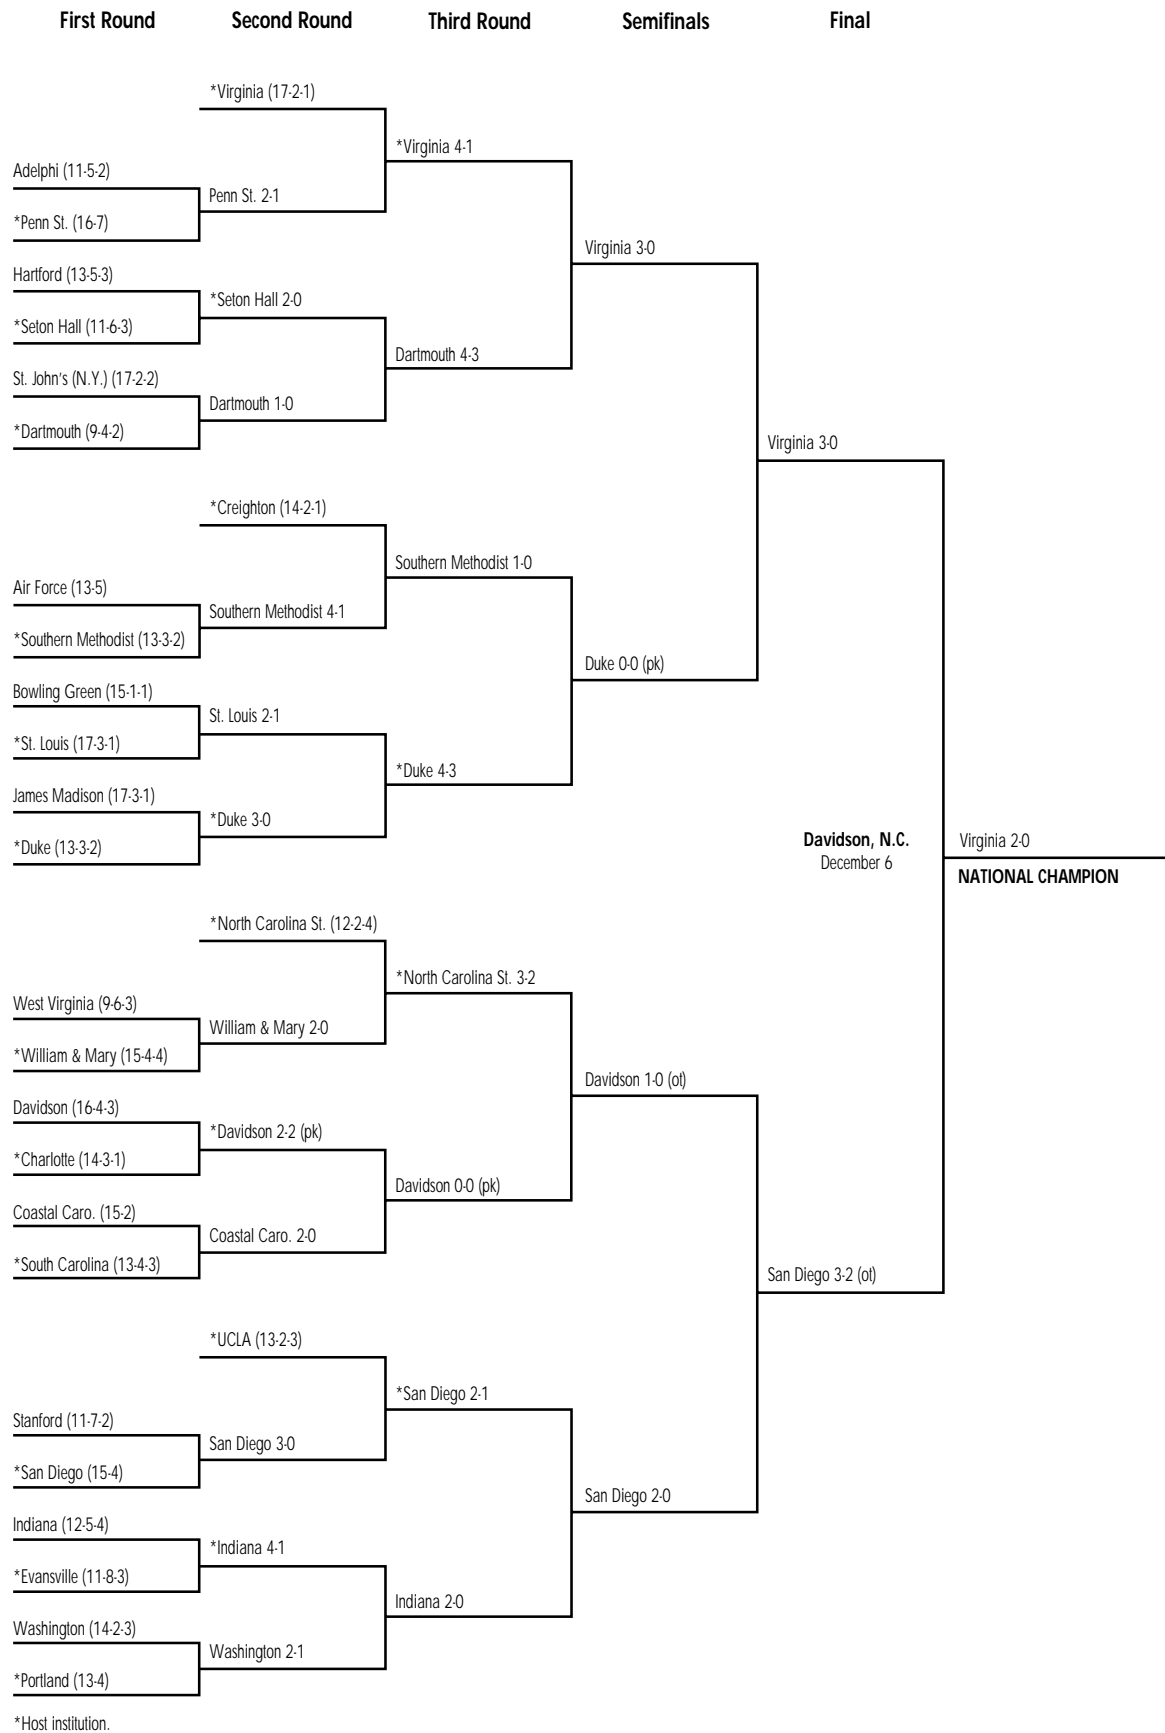 First Round
Second Round
Third Round
Semifinals
Final
*Virginia (17-2-1)
*Virginia 4-1
Adelphi (11-5-2)
Penn St. 2-1
*Penn St. (16-7)
Virginia 3-0
Hartford (13-5-3)
*Seton Hall 2-0
*Seton Hall (11-6-3)
Dartmouth 4-3
St. John's (N.Y.) (17-2-2)
Dartmouth 1-0
*Dartmouth (9-4-2)
Virginia 3-0
*Creighton (14-2-1)
Southern Methodist 1-0
Air Force (13-5)
Southern Methodist 4-1
*Southern Methodist (13-3-2)
Duke 0-0 (pk)
Bowling Green (15-1-1)
St. Louis 2-1
*St. Louis (17-3-1)
*Duke 4-3
James Madison (17-3-1)
*Duke 3-0
*Duke (13-3-2)
Davidson, N.C.
December 6
Virginia 2-0
NATIONAL CHAMPION
*North Carolina St. (12-2-4)
*North Carolina St. 3-2
West Virginia (9-6-3)
William & Mary 2-0
*William & Mary (15-4-4)
Davidson 1-0 (ot)
Davidson (16-4-3)
*Davidson 2-2 (pk)
*Charlotte (14-3-1)
Davidson 0-0 (pk)
Coastal Caro. (15-2)
Coastal Caro. 2-0
*South Carolina (13-4-3)
San Diego 3-2 (ot)
*UCLA (13-2-3)
*San Diego 2-1
Stanford (11-7-2)
San Diego 3-0
*San Diego (15-4)
San Diego 2-0
Indiana (12-5-4)
*Indiana 4-1
*Evansville (11-8-3)
Indiana 2-0
Washington (14-2-3)
Washington 2-1
*Portland (13-4)
*Host institution.